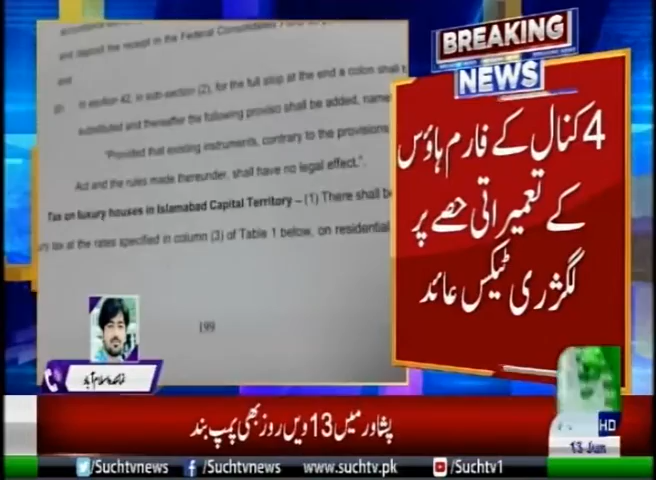 and deposit the receipt in the Federal Consolidated
and
in section 42, in sub-section (2), for the full stop at the end a colon shall
substituted and thereafter the following proviso shall be added,
"Provided that existing instruments, contrary to the provisions
Act and the rules made thereunder, shall have no legal effect.".
Tax on luxury houses in Islamabad Capital Territory – (1) There shall be
tax at the rates specified in column (3) of Table 1 below, on residential
199
BREAKING
NEWS
4 کنال کے فارم ہاؤس
کے تعمیراتی حصے پر
لگژری ٹیکس عائد
نمائندہ اسلام آباد
پشاور میں 13 ویں روز بھی پمپ بند
HD
13 Jun
/Suchtvnews /Suchtvnews www.suchtv.pk /Suchtv1